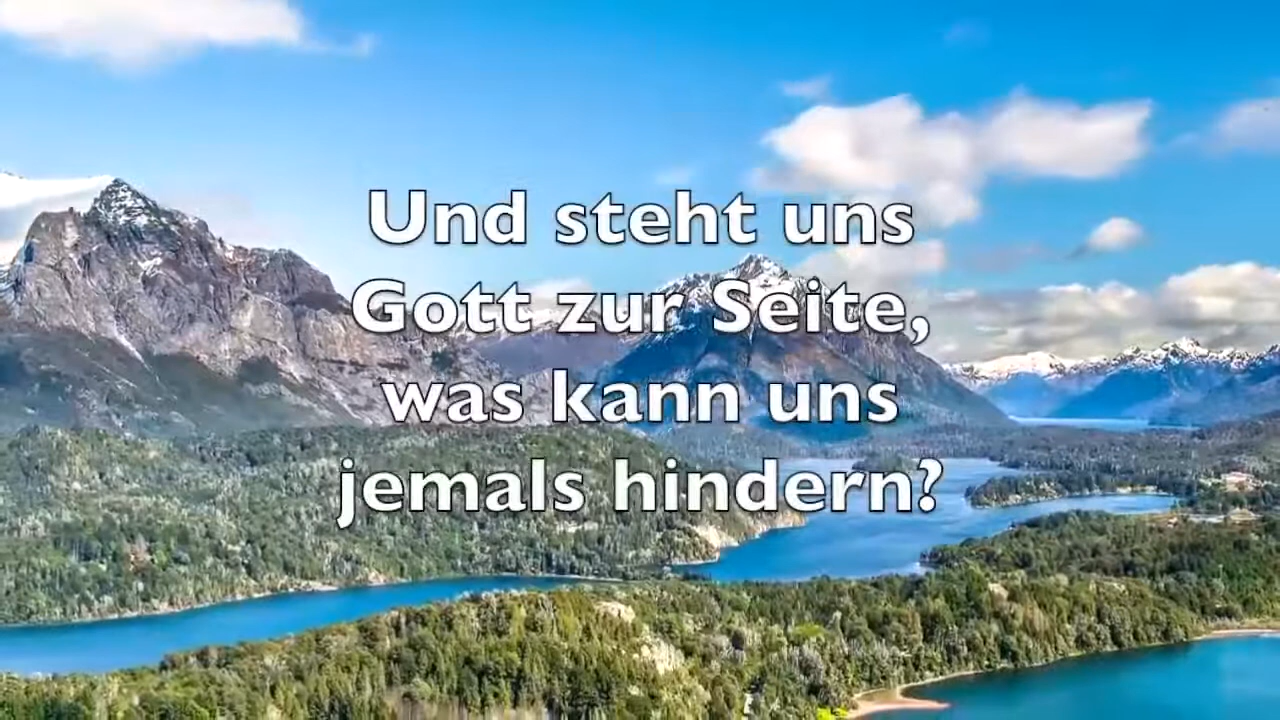 Und steht uns
Gott zur Seite,
was kann uns
jemals hindern?